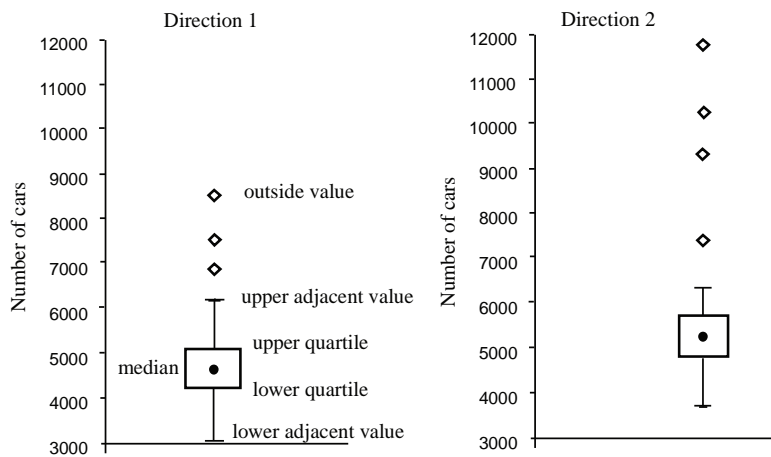 Direction 1
12000
11000
10000
9000
8000
7000
6000
5000
4000
3000
Number of cars
outside value
upper adjacent value
upper quartile
median
lower quartile
lower adjacent value
Direction 2
12000
11000
10000
9000
8000
7000
6000
5000
4000
3000
Number of cars